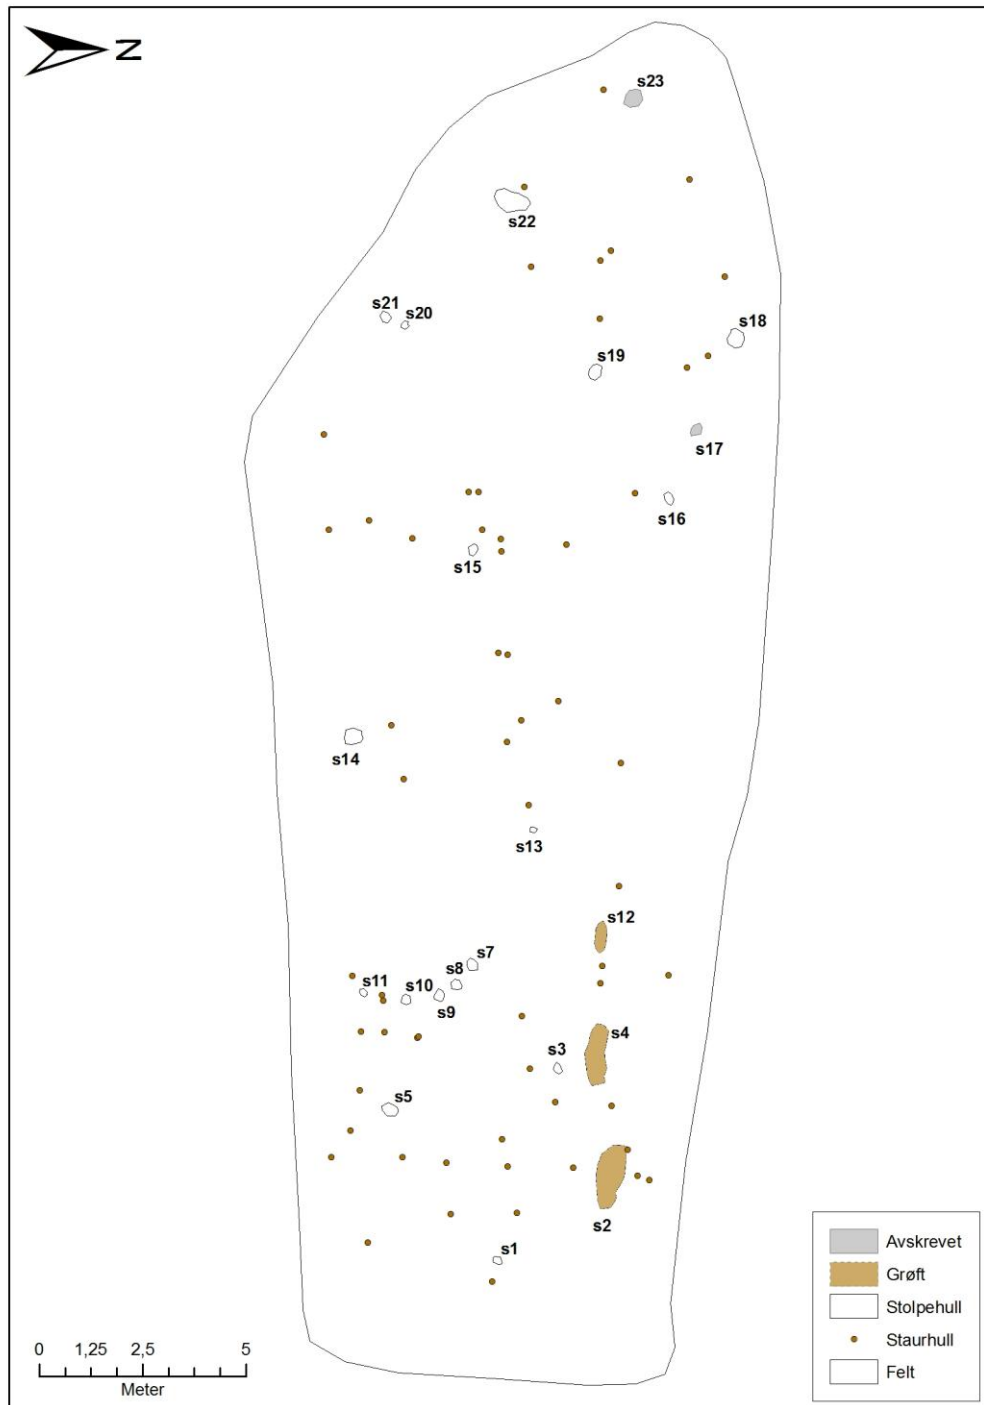 N
s23
s22
s21
s20
s18
s19
s17
s16
s15
s14
s13
s12
s7
s8
s11
s10
s9
s4
s3
s5
s2
s1
Avskrevet
Grøft
Stolpehull
Staurhull
Felt
0 1,25 2,5 5
Meter